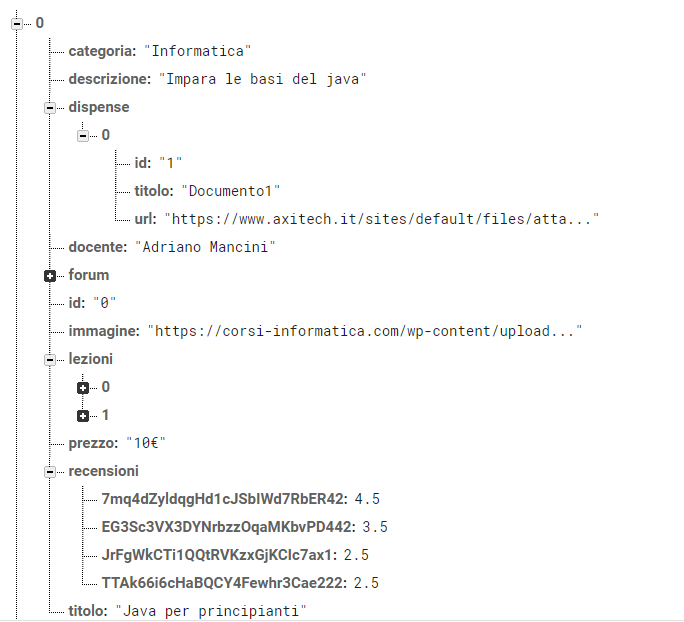 0
categoria: "Informatica"
descrizione: "Impara le basi del java"
dispense
0
id: "1"
titolo: "Documento1"
url: "https://www.axitech.it/sites/default/files/atta..."
docente: "Adriano Mancini"
forum
id: "0"
immagine: "https://corsi-informatica.com/wp-content/upload..."
lezioni
0
1
prezzo: "10€"
recensioni
7mq4dZyldqgHd1cJSbIWd7RbER42: 4.5
EG3Sc3VX3DYNrbzzOqaMKbvPD442: 3.5
JrFgWkCTi1QQtRVKzxGjKCIc7ax1: 2.5
TTAk66i6cHaBQCY4Fewhr3Cae222: 2.5
titolo: "Java per principianti"